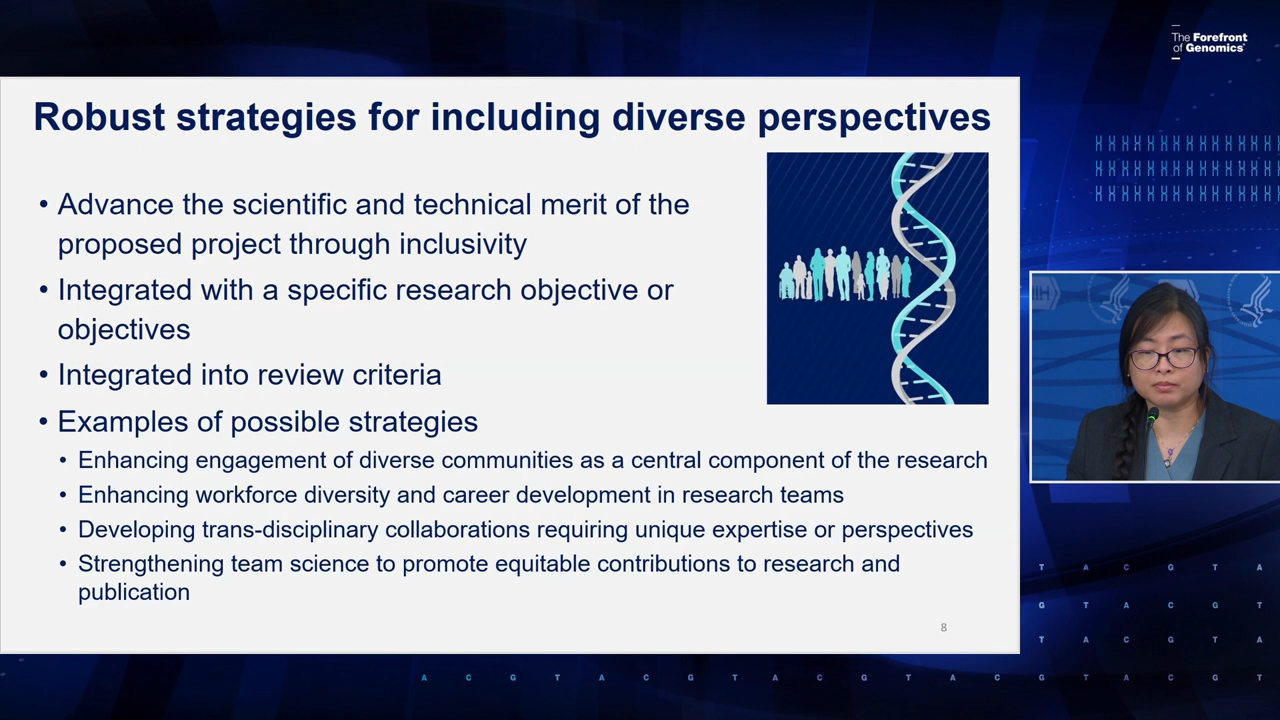 The Forefront
of Genomics®
Robust strategies for including diverse perspectives
• Advance the scientific and technical merit of the
proposed project through inclusivity
• Integrated with a specific research objective or
objectives
• Integrated into review criteria
• Examples of possible strategies
• Enhancing engagement of diverse communities as a central component of the research
• Enhancing workforce diversity and career development in research teams
• Developing trans-disciplinary collaborations requiring unique expertise or perspectives
• Strengthening team science to promote equitable contributions to research and
publication
8
T A C G T A
G T A C G T
T A C G T A
A C G T A C G T A C G T A C G T A C G T